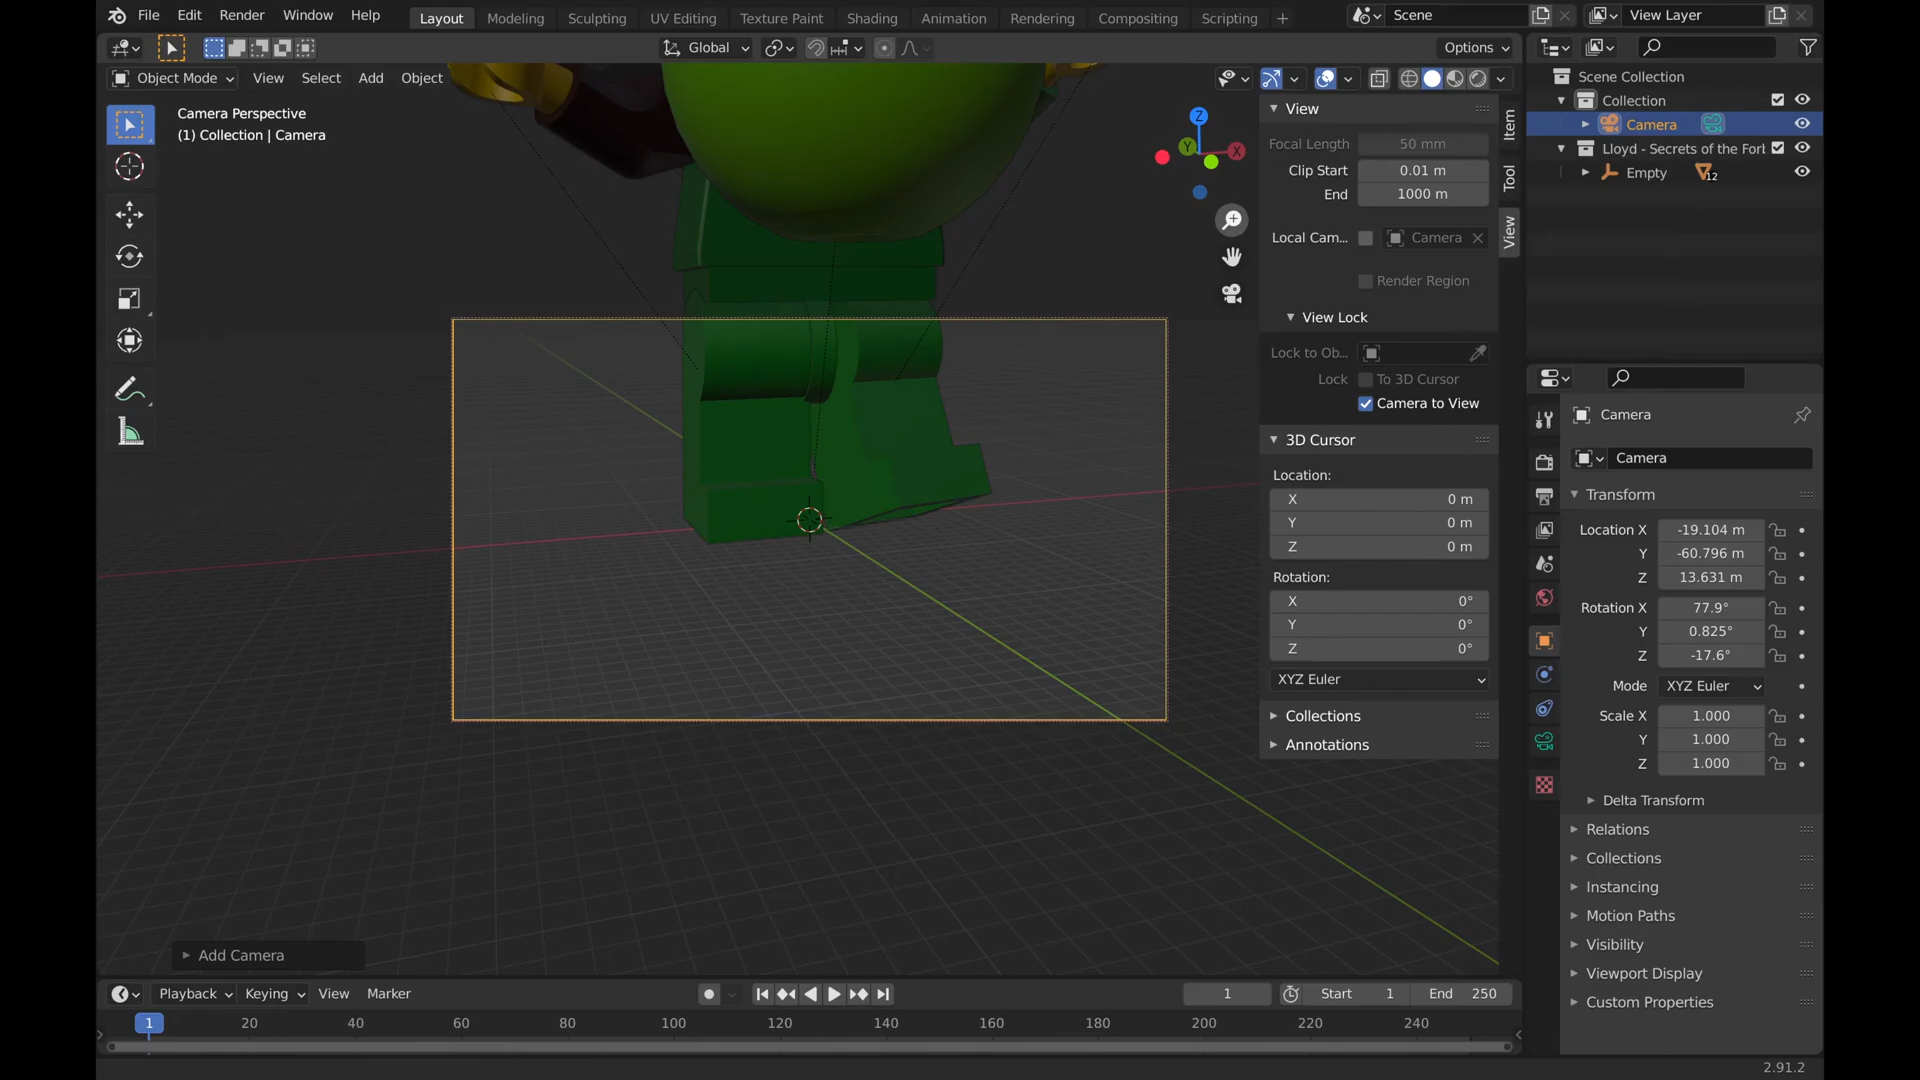 File Edit Render Window Help
Layout Modeling Sculpting UV Editing Texture Paint Shading Animation Rendering Compositing Scripting +
Scene
View Layer
Global
Options
Object Mode View Select Add Object
Camera Perspective
(1) Collection | Camera
Z
Y
X
View
Focal Length 50 mm
Clip Start 0.01 m
End 1000 m
Local Cam... Camera
Render Region
View Lock
Lock to Ob...
Lock To 3D Cursor
Camera to View
3D Cursor
Location:
X 0 m
Y 0 m
Z 0 m
Rotation:
X 0°
Y 0°
Z 0°
XYZ Euler
Collections
Annotations
Item
Tool
View
Scene Collection
Collection
Camera
Lloyd - Secrets of the Forl
Empty 12
Camera
Camera
Transform
Location X -19.104 m
Y -60.796 m
Z 13.631 m
Rotation X 77.9°
Y 0.825°
Z -17.6°
Mode XYZ Euler
Scale X 1.000
Y 1.000
Z 1.000
Delta Transform
Relations
Collections
Instancing
Motion Paths
Visibility
Viewport Display
Custom Properties
Add Camera
Playback Keying View Marker
1 Start 1 End 250
1 20 40 60 80 100 120 140 160 180 200 220 240
2.91.2